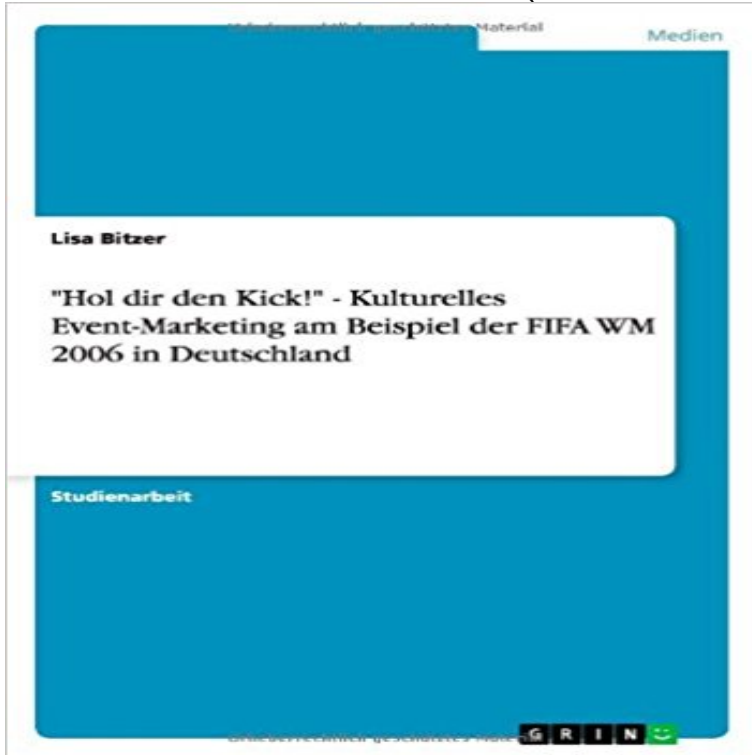 Material
Medien
Lisa Bitzer
"Hol dir den Kick!" - Kulturelles
Event-Marketing am Beispiel der FIFA WM
2006 in Deutschland
Studienarbeit
GRIN